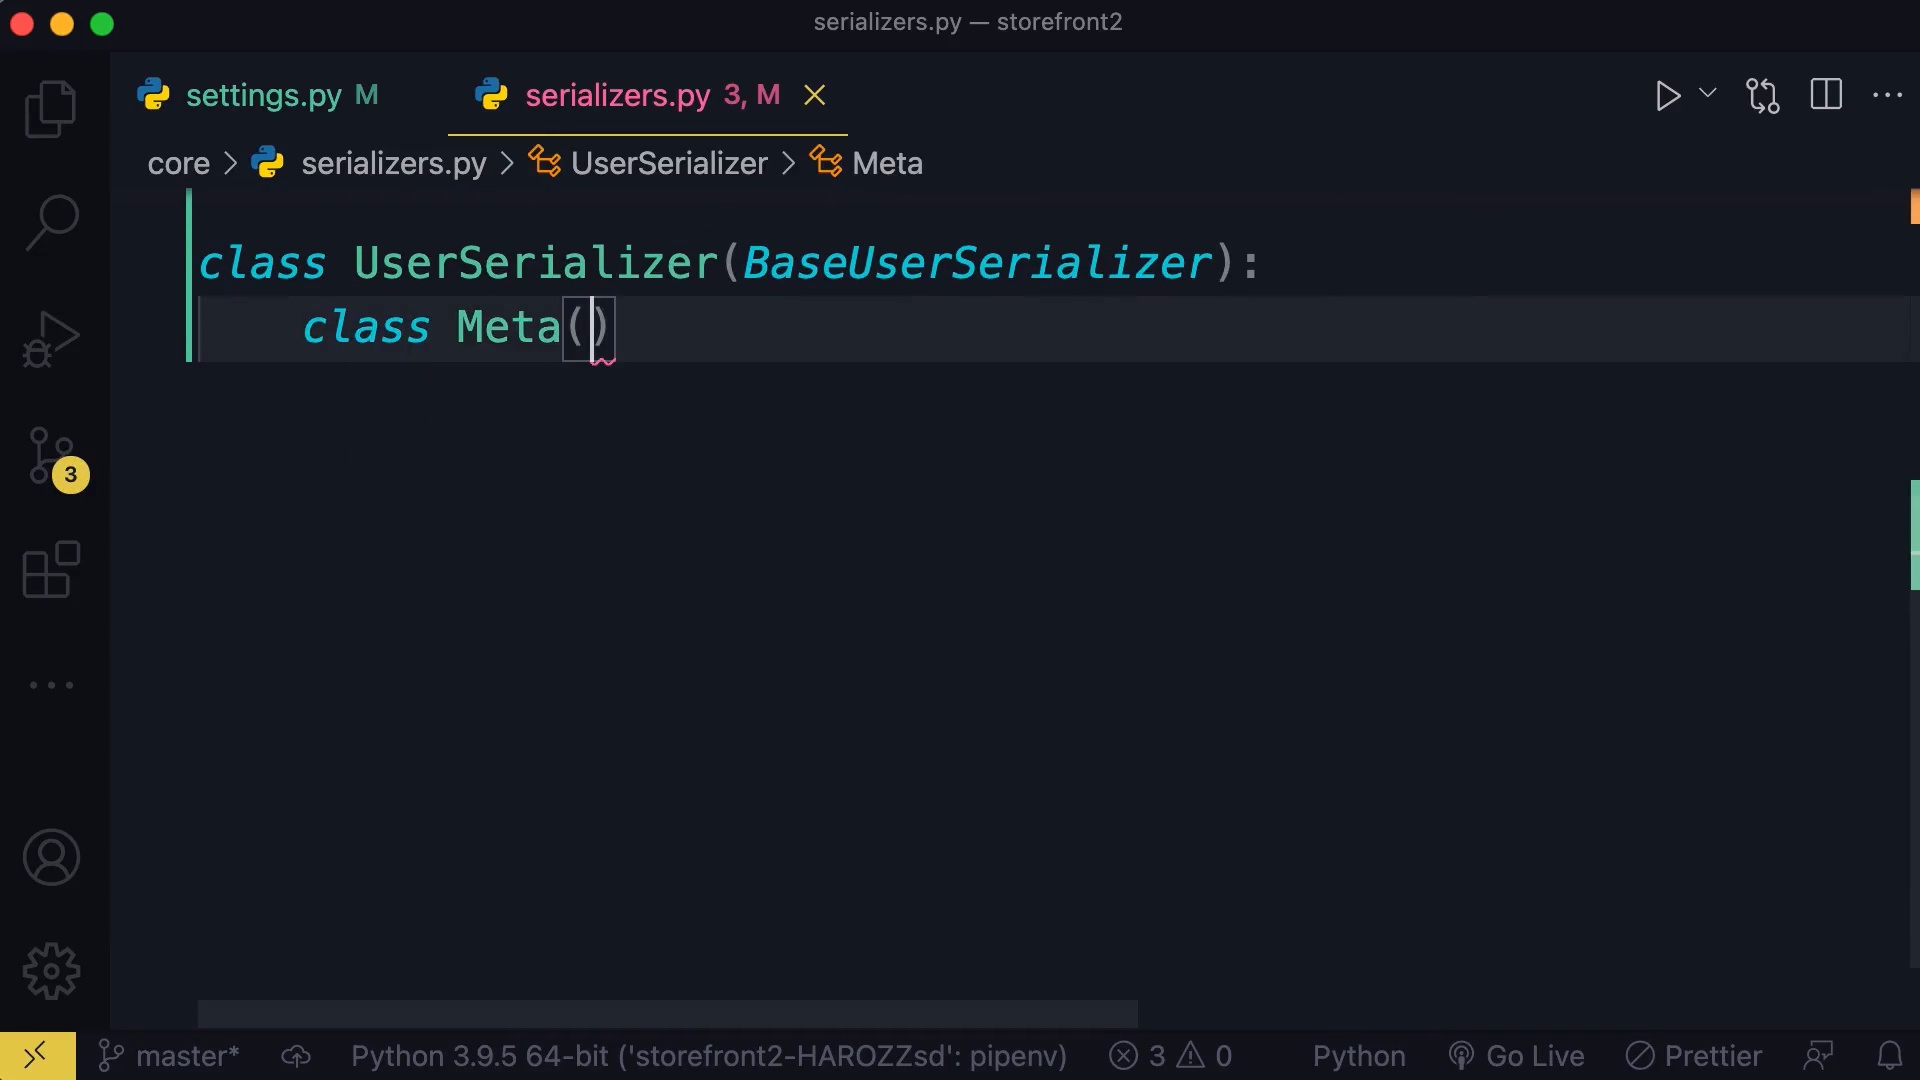 serializers.py — storefront2
settings.py M serializers.py 3, M
core > serializers.py > UserSerializer > Meta
class UserSerializer(BaseUserSerializer):
class Meta()
3
master* Python 3.9.5 64-bit ('storefront2-HAROZZsd': pipenv) 3 0 Python Go Live Prettier